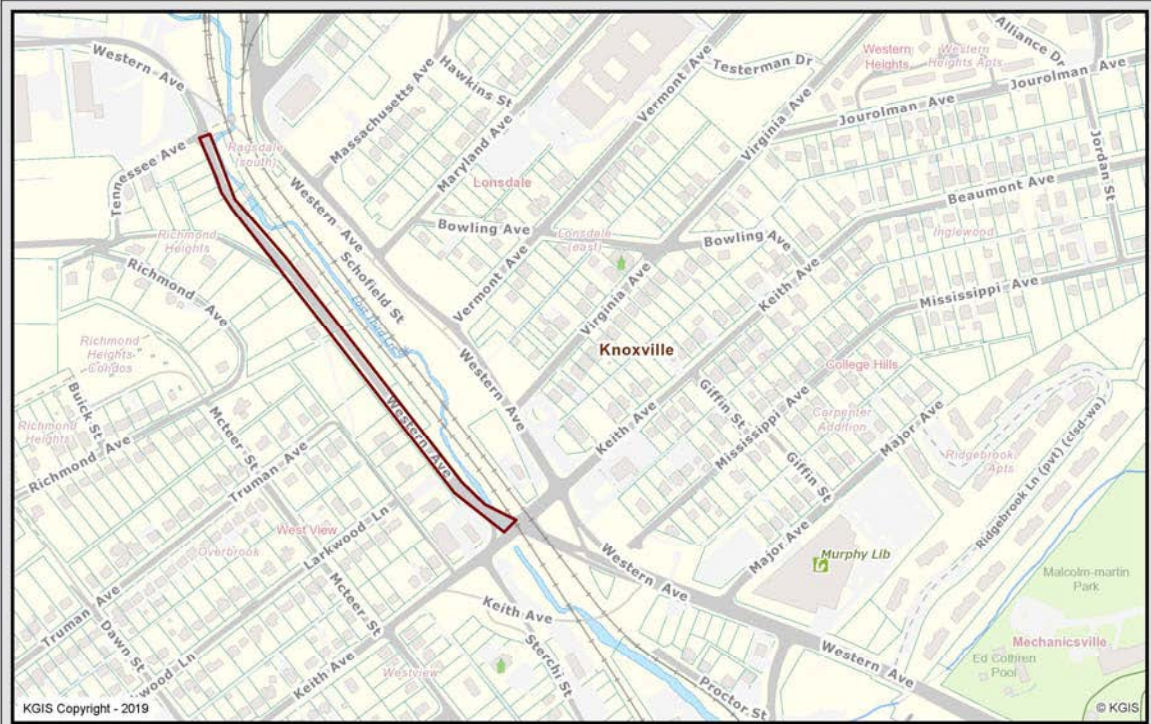 Western Ave
Alliance Dr
Western Heights
Western Heights Apts
Jourolman Ave
Hawkins St
Massachusetts Ave
Vermont Ave
Testerman Dr
Virginia Ave
Jourolman Ave
Maryland Ave
Jordan St
Tennessee Ave
Ragsdale (south)
Western Ave
Lonsdale
Beaumont Ave
Bowling Ave
Lonsdale (east)
Bowling Ave
Inglewood
Richmond Heights
Schofield St
Vermont Ave
Virginia Ave
Keith Ave
Mississippi Ave
Richmond Ave
East Third Creek
Richmond Heights Condos
Western Ave
Knoxville
College Hills
Buick St
Mcteer St
Western Ave
Giffin St
Mississippi Ave
Carpenter Addition
Major Ave
Richmond Heights
Richmond Ave
Truman Ave
Keith Ave
Giffin St
Ridgebrook Apts
Ridgebrook Ln (pvt) (clsd-wa)
West View
Larkwood Ln
Overbrook
Major Ave
Murphy Lib
Western Ave
Malcolm-martin Park
Mcteer St
Truman Ave
Dawn St
Keith Ave
Sterchi St
Western Ave
Mechanicsville
Ed Cothren Pool
wood Ln
Keith Ave
Westview
Proctor St
KGIS Copyright - 2019
© KGIS